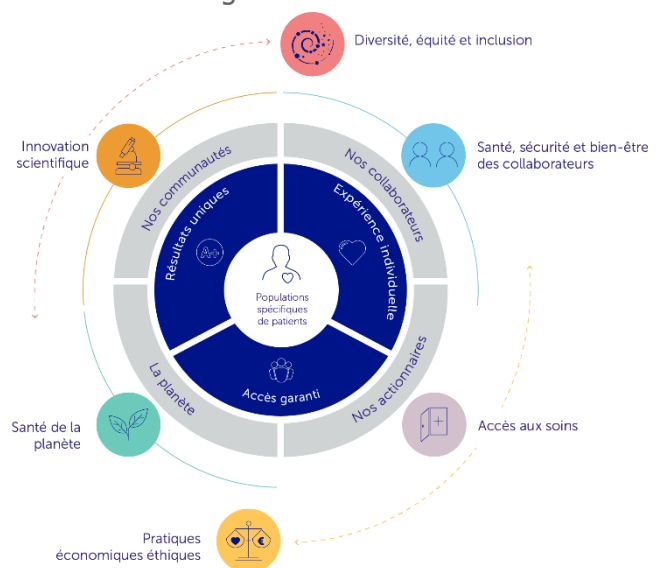 Diversité, équité et inclusion
Innovation
scientifique
Santé, sécurité et bien-être
des collaborateurs
Nos communautés
Nos collaborateurs
Résultats uniques
A+
Expérience individuelle
Populations
spécifiques
de patients
Accès garanti
La planète
Nos actionnaires
Santé de la
planète
Accès aux soins
€
Pratiques
économiques éthiques